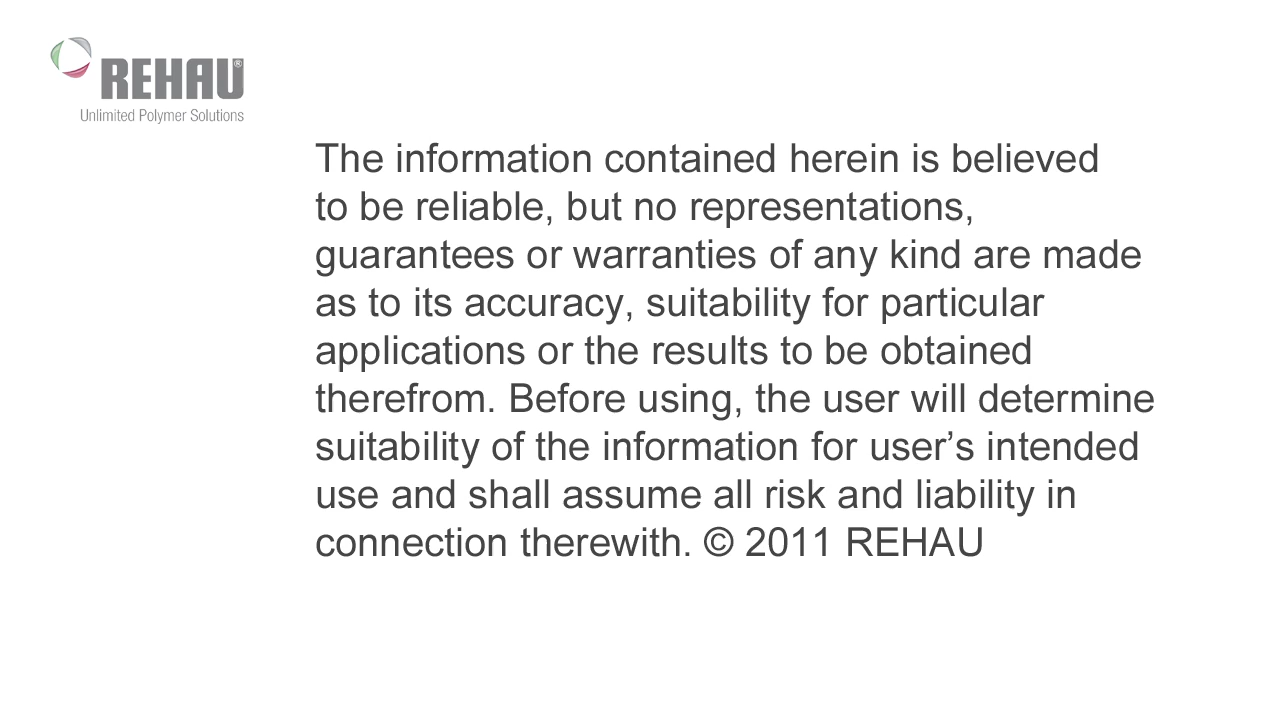 REHAU®
Unlimited Polymer Solutions
The information contained herein is believed
to be reliable, but no representations,
guarantees or warranties of any kind are made
as to its accuracy, suitability for particular
applications or the results to be obtained
therefrom. Before using, the user will determine
suitability of the information for user’s intended
use and shall assume all risk and liability in
connection therewith. © 2011 REHAU